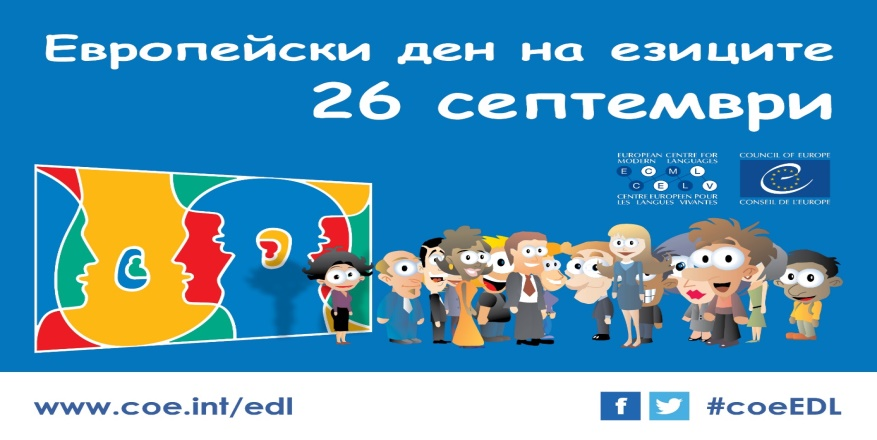 Европейски ден на езиците
26 септември
EUROPEAN CENTRE FOR
MODERN LANGUAGES
E C M L
C E L V
CENTRE EUROPEEN POUR
LES LANGUES VIVANTES
COUNCIL OF EUROPE
CONSEIL DE L'EUROPE
www.coe.int/edl
f #coeEDL